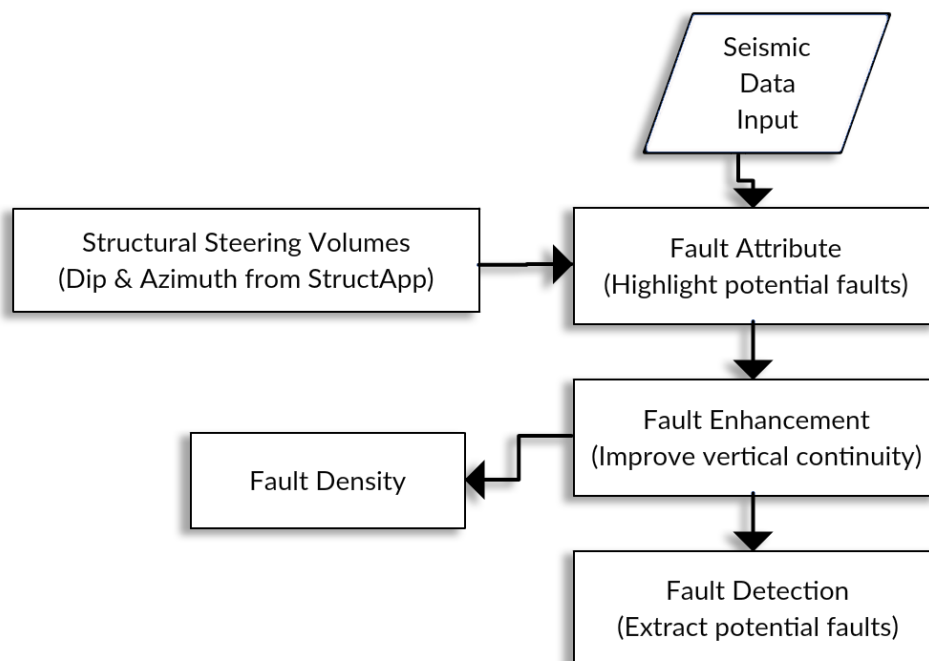 Seismic
Data
Input
Structural Steering Volumes
(Dip & Azimuth from StructApp)
Fault Attribute
(Highlight potential faults)
Fault Enhancement
(Improve vertical continuity)
Fault Density
Fault Detection
(Extract potential faults)